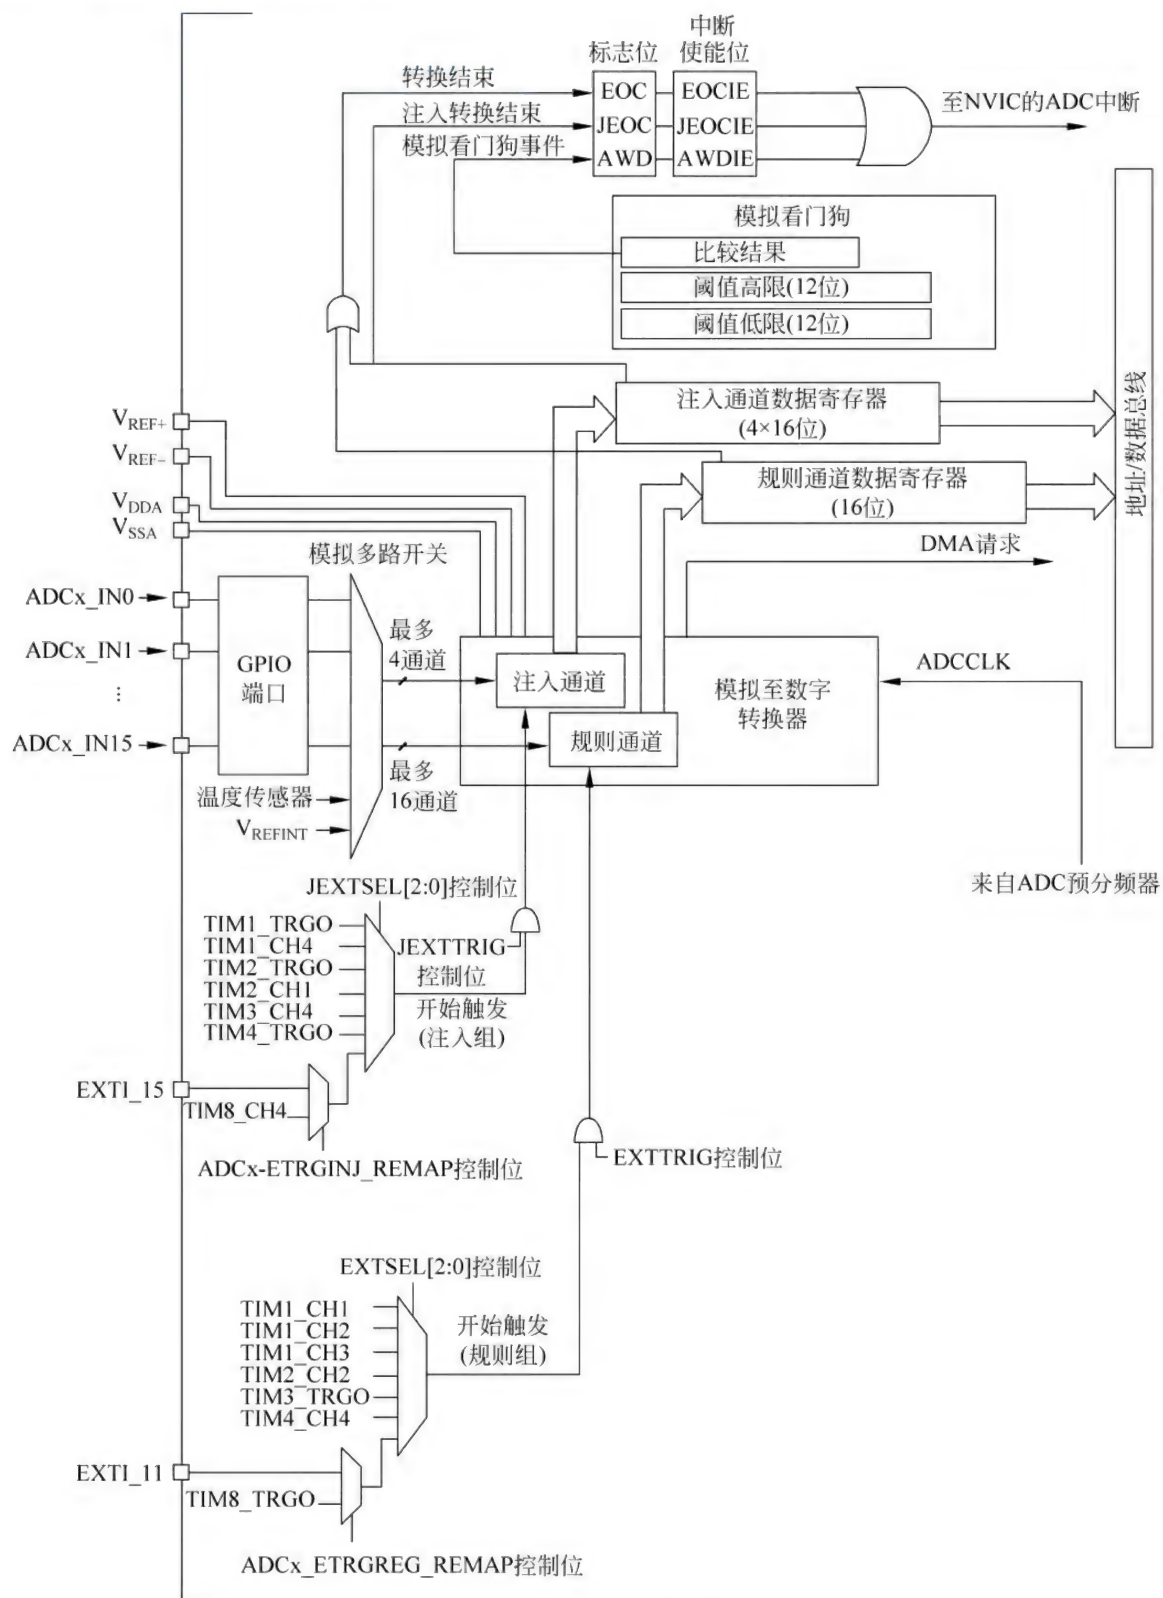 中断
标志位 使能位
转换结束
EOC EOCIE
注入转换结束
JEOC JEOCIE
至NVIC的ADC中断
模拟看门狗事件
AWD AWDIE
模拟看门狗
比较结果
阈值高限(12位)
阈值低限(12位)
注入通道数据寄存器
(4×16位)
规则通道数据寄存器
(16位)
地址/数据总线
DMA请求
VREF+
VREF−
VDDA
VSSA
模拟多路开关
ADCx_IN0
ADCx_IN1
⋮
ADCx_IN15
GPIO
端口
最多
4通道
注入通道
模拟至数字
转换器
规则通道
最多
16通道
ADCCLK
温度传感器
VREFINT
来自ADC预分频器
JEXTSEL[2:0]控制位
TIM1_TRGO
TIM1_CH4
TIM2_TRGO
TIM2_CH1
TIM3_CH4
TIM4_TRGO
JEXTTRIG
控制位
开始触发
(注入组)
EXTI_15
TIM8_CH4
ADCx-ETRGINJ_REMAP控制位
EXTTRIG控制位
EXTSEL[2:0]控制位
TIM1_CH1
TIM1_CH2
TIM1_CH3
TIM2_CH2
TIM3_TRGO
TIM4_CH4
开始触发
(规则组)
EXTI_11
TIM8_TRGO
ADCx_ETRGREG_REMAP控制位